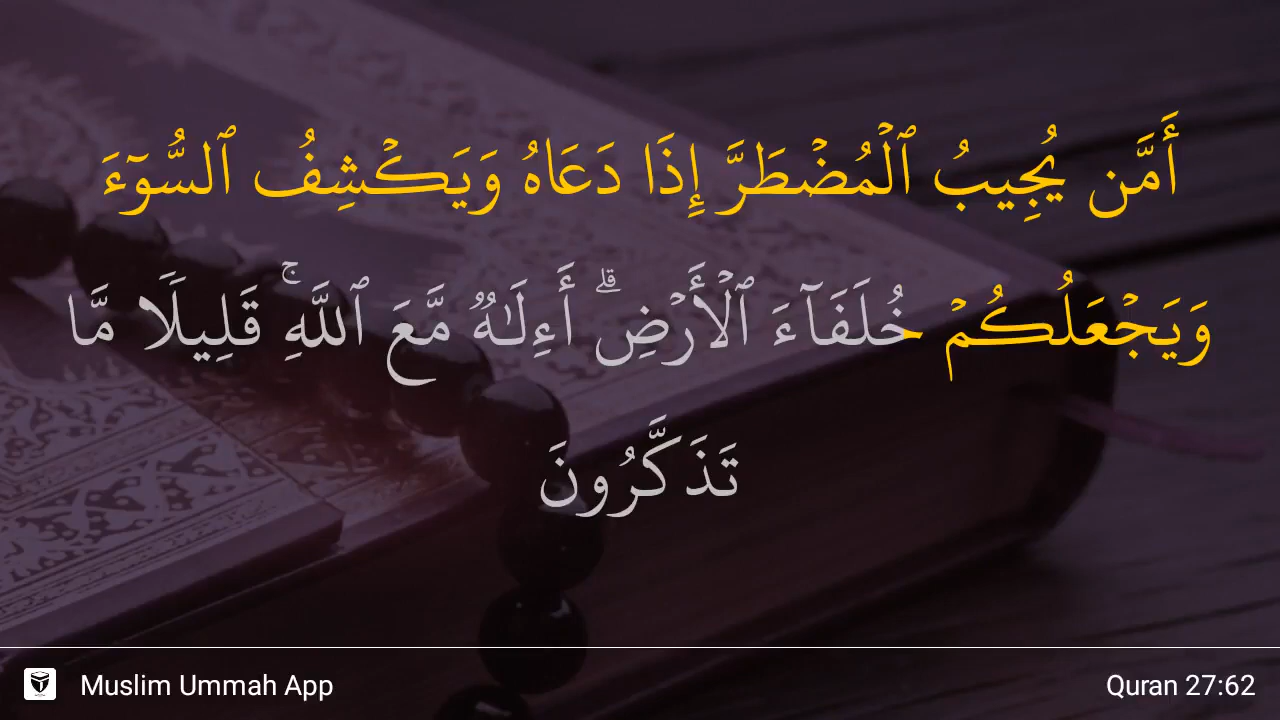 أَمَّن يُجِيبُ ٱلْمُضْطَرَّ إِذَا دَعَاهُ وَيَكْشِفُ ٱلسُّوٓءَ
وَيَجْعَلُكُمْ خُلَفَآءَ ٱلْأَرْضِ ۗ أَءِلَـٰهٌ مَّعَ ٱللَّهِ ۚ قَلِيلًا مَّا
تَذَكَّرُونَ
Muslim Ummah App
Quran 27:62